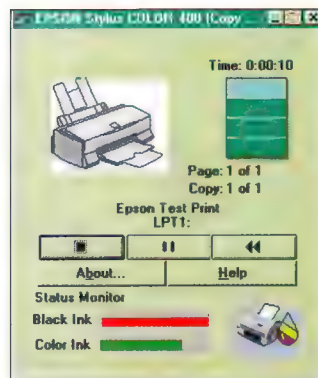 EPSON Stylus COLOR 400 (Copy
Time: 0:00:10
Page: 1 of 1
Copy: 1 of 1
Epson Test Print
LPT1:
About...
Help
Status Monitor
Black Ink
Color Ink